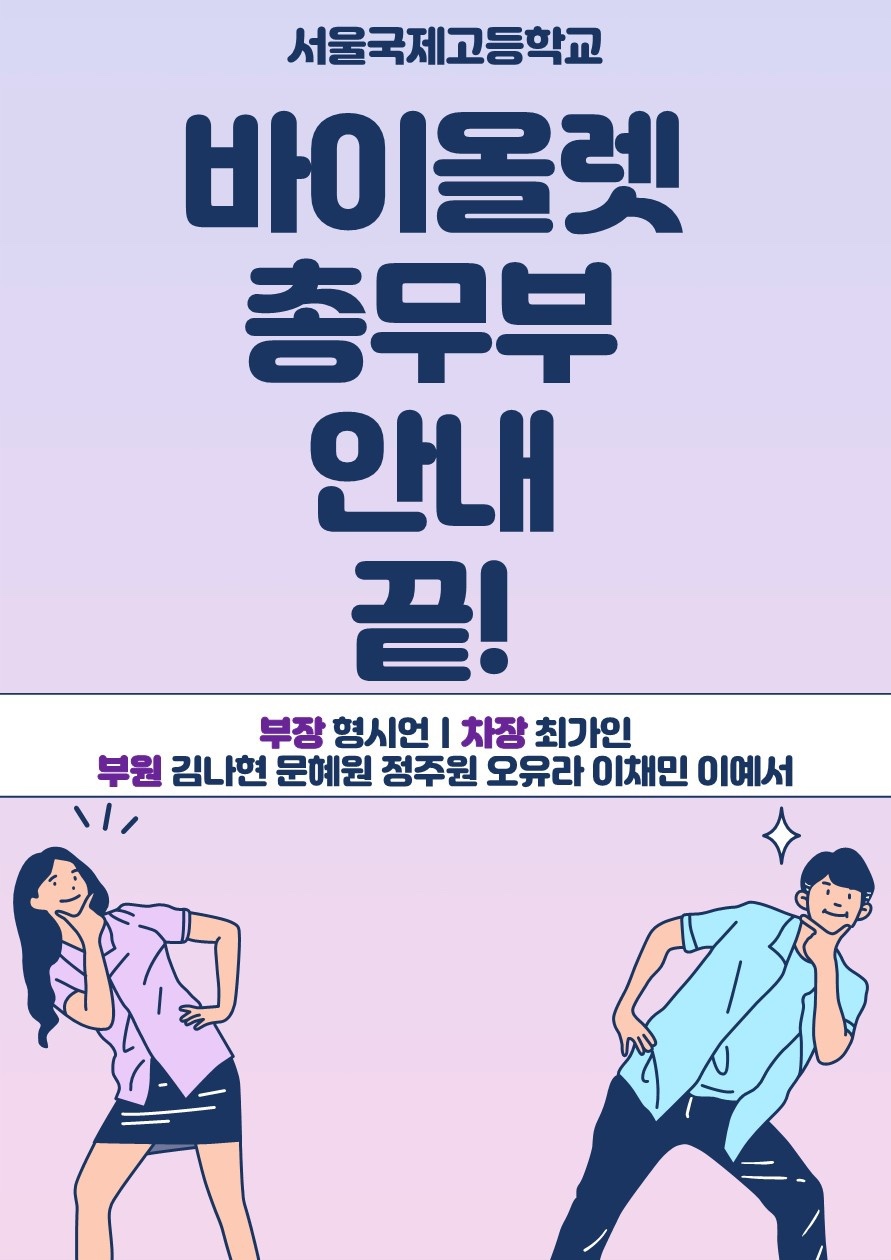 서울국제고등학교
바이올렛
총무부
안내
끝!
부장 형시언 | 차장 최가인
부원 김나현 문혜원 정주원 오유라 이채민 이예서